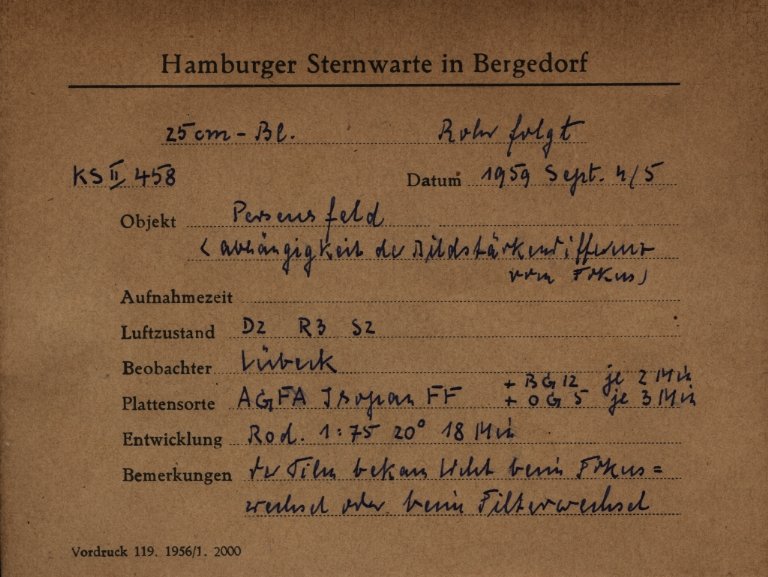 Hamburger Sternwarte in Bergedorf
25cm-Bl. Rohr folgt
KS II 458 Datum 1959 Sept. 4/5
Objekt Perseusfeld
(Abhängigkeit der Bildstärkendifferenz
vom Fokus)
Aufnahmezeit
Luftzustand D2 R3 S2
Beobachter Lübeck
+ BG 12 je 2 Min
Plattensorte AGFA Isopan FF + OG 5 je 3 Min
Entwicklung Rod. 1:75 20° 18 Min
Bemerkungen der Film bekam Licht beim Fokus=
wechsel oder beim Filterwechsel
Vordruck 119. 1956/1. 2000